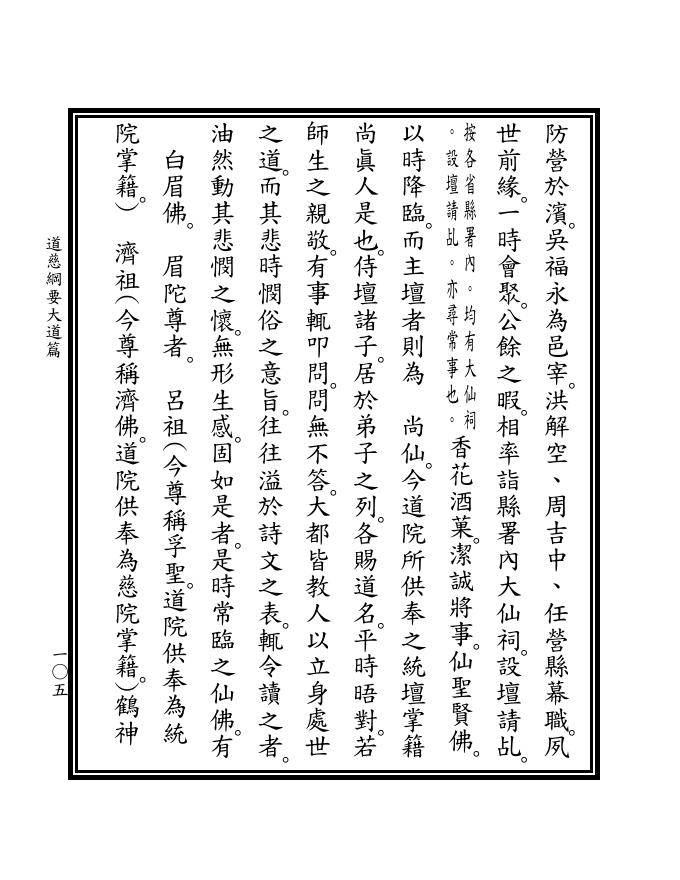 防營於濱。吳福永為邑宰。洪解空、周吉中、任營縣幕職。夙
世前緣。一時會聚。公餘之暇。相率詣縣署內大仙祠。設壇請乩。
按各省縣署內。均有大仙祠
。設壇請乩。亦尋常事也。
香花酒菓。潔誠將事。仙聖賢佛。
以時降臨。而主壇者則為　尚仙。今道院所供奉之統壇掌籍
尚眞人是也。侍壇諸子。居於弟子之列。各賜道名。平時晤對。若
師生之親敬。有事輒叩問。問無不答。大都皆教人以立身處世
之道。而其悲時憫俗之意旨。往往溢於詩文之表。輒令讀之者。
油然動其悲憫之懷。無形生感。固如是者。是時常臨之仙佛。有
白眉佛。　眉陀尊者。　呂祖(今尊稱孚聖。道院供奉為統
院掌籍。)　濟祖(今尊稱濟佛。道院供奉為慈院掌籍。)鶴神
道慈綱要大道篇
一〇五